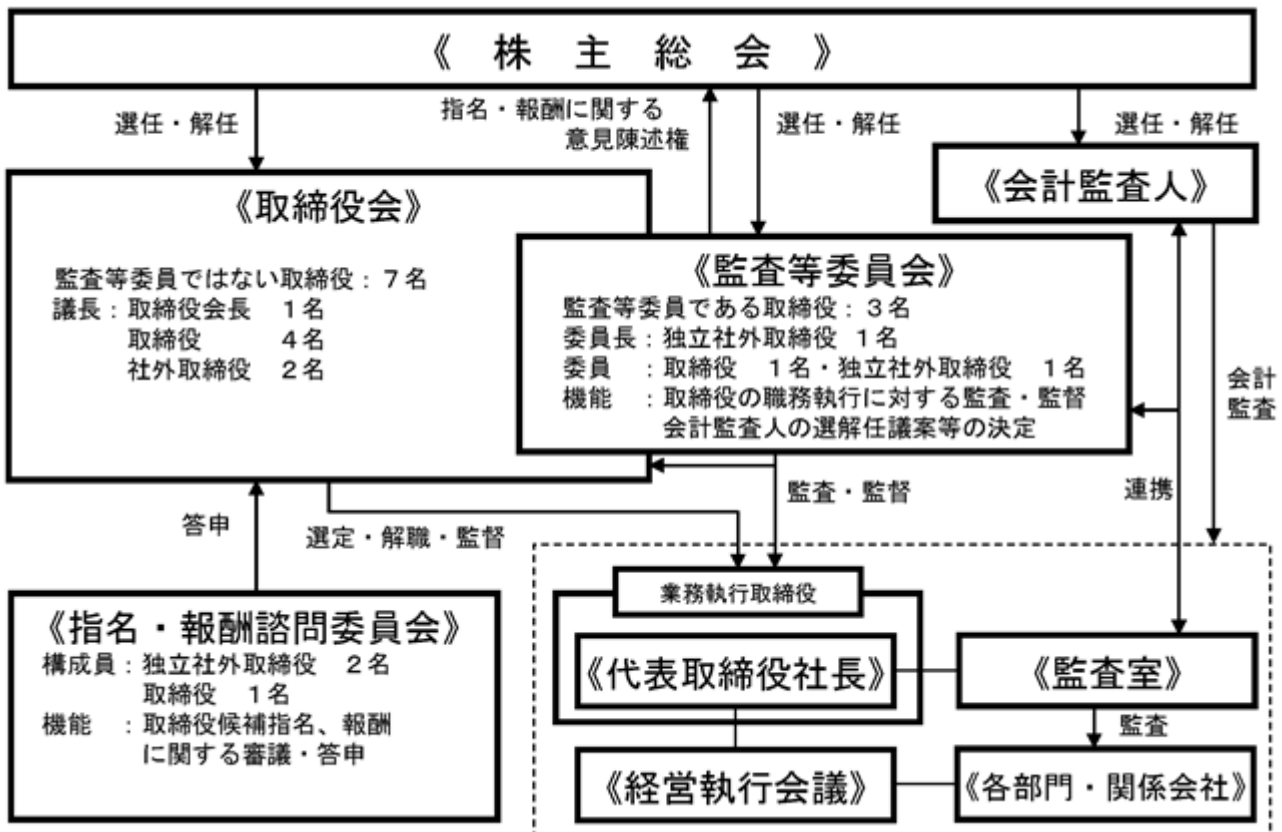 《 株 主 総 会 》
選任・解任
指名・報酬に関する
意見陳述権
選任・解任
選任・解任
《会計監査人》
《取締役会》
監査等委員ではない取締役：７名
議長：取締役会長　１名
取締役　　　４名
社外取締役　２名
《監査等委員会》
監査等委員である取締役：３名
委員長：独立社外取締役 １名
委員　：取締役　１名・独立社外取締役　１名
機能　：取締役の職務執行に対する監査・監督
会計監査人の選解任議案等の決定
会計
監査
連携
監査・監督
答申
選定・解職・監督
《指名・報酬諮問委員会》
構成員：独立社外取締役　２名
取締役　１名
機能　：取締役候補指名、報酬
に関する審議・答申
業務執行取締役
《代表取締役社長》
《監査室》
監査
《経営執行会議》
《各部門・関係会社》